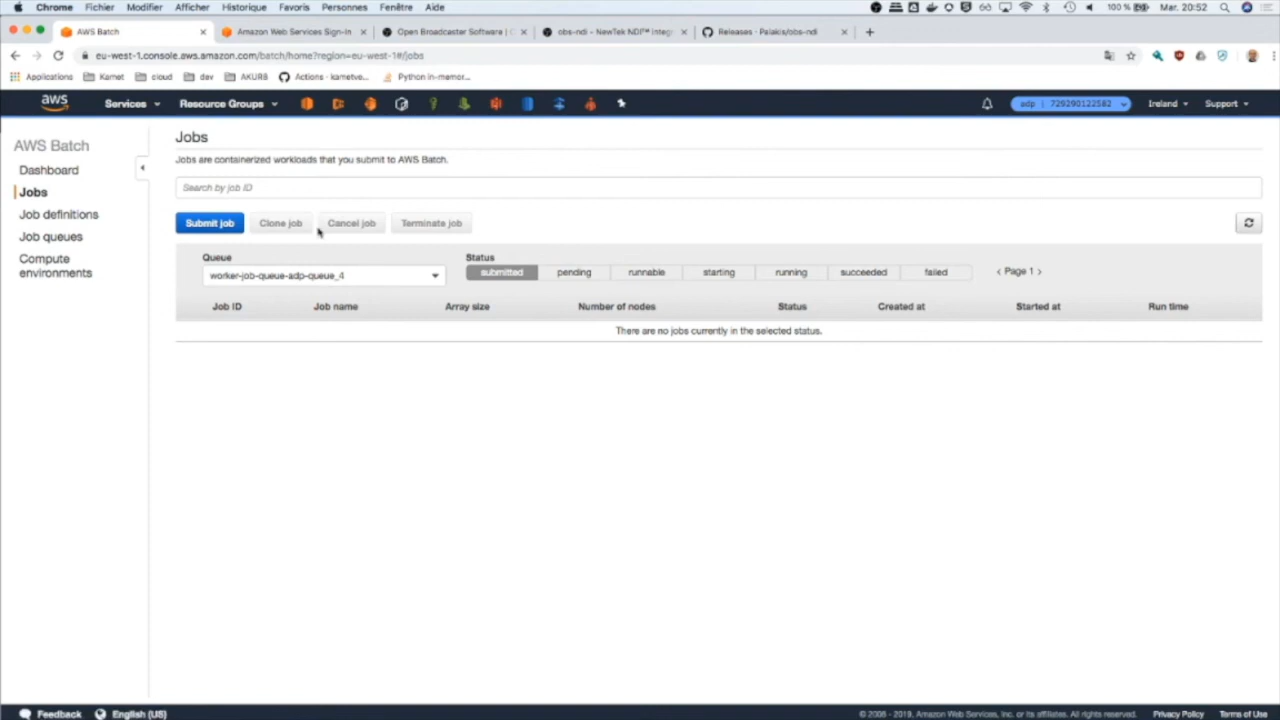 Chrome Fichier Modifier Afficher Historique Favoris Personnes Fenêtre Aide 100 % Mar. 20:52
AWS Batch Amazon Web Services Sign-In Open Broadcaster Software | obs-ndi - NewTek NDI™ Integ Releases · Palakis/obs-ndi
eu-west-1.console.aws.amazon.com/batch/home?region=eu-west-1#/jobs
Applications Kamet cloud dev AKUR8 Actions · kametve... Python in-memor...
aws Services Resource Groups adp | 729290122582 Ireland Support
AWS Batch
Dashboard
Jobs
Job definitions
Job queues
Compute environments
Jobs
Jobs are containerized workloads that you submit to AWS Batch.
Search by job ID
Submit job Clone job Cancel job Terminate job
Queue Status
worker-job-queue-adp-queue_4 submitted pending runnable starting running succeeded failed < Page 1 >
Job ID Job name Array size Number of nodes Status Created at Started at Run time
There are no jobs currently in the selected status.
Feedback English (US) © 2008 - 2019, Amazon Web Services, Inc. or its affiliates. All rights reserved. Privacy Policy Terms of Use